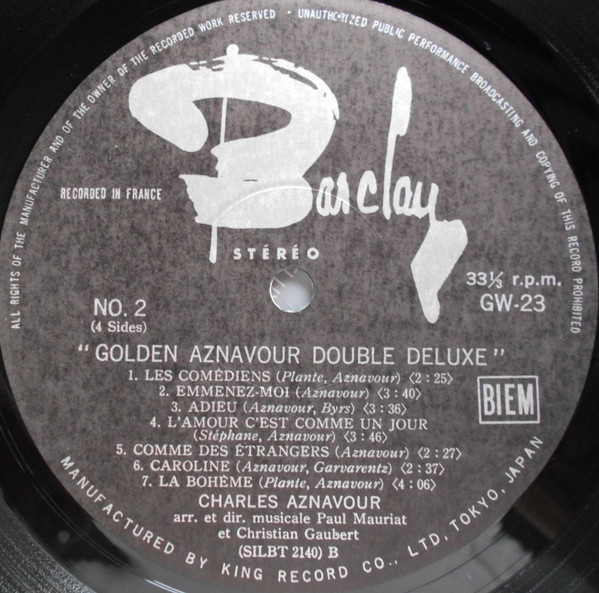 ALL RIGHTS OF THE MANUFACTURER AND OF THE OWNER OF THE RECORDED WORK RESERVED • UNAUTHORIZED PUBLIC PERFORMANCE BROADCASTING AND COPYING OF THIS RECORD PROHIBITED
Barclay
RECORDED IN FRANCE
STÉRÉO
33⅓ r.p.m.
GW-23
NO. 2
(4 Sides)
"GOLDEN AZNAVOUR DOUBLE DELUXE"
1. LES COMÉDIENS (Plante, Aznavour) 〈2 : 25〉
2. EMMENEZ-MOI (Aznavour) 〈3 : 40〉
3. ADIEU (Aznavour, Byrs) 〈3 : 36〉
4. L'AMOUR C'EST COMME UN JOUR
(Stéphane, Aznavour) 〈3 : 46〉
5. COMME DES ÉTRANGERS (Aznavour) 〈2 : 27〉
6. CAROLINE (Aznavour, Garvarentz) 〈2 : 37〉
7. LA BOHÊME (Plante, Aznavour) 〈4 : 06〉
BIEM
CHARLES AZNAVOUR
arr. et dir. musicale Paul Mauriat
et Christian Gaubert
(SILBT 2140) B
MANUFACTURED BY KING RECORD CO., LTD, TOKYO, JAPAN